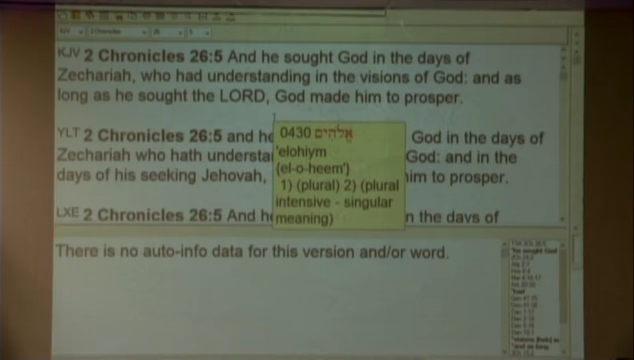 KJV 2 Chronicles 26:5 And he sought God in the days of
Zechariah, who had understanding in the visions of God: and as
long as he sought the LORD, God made him to prosper.
YLT 2 Chronicles 26:5 and he God in the days of
Zechariah who hath understa God: and in the
days of his seeking Jehovah, him to prosper.
LXE 2 Chronicles 26:5 And he n the days of
0430 אֱלֹהִים
'elohiym
{el-o-heem'}
1) (plural) 2) (plural
intensive - singular
meaning)
There is no auto-info data for this version and/or word.